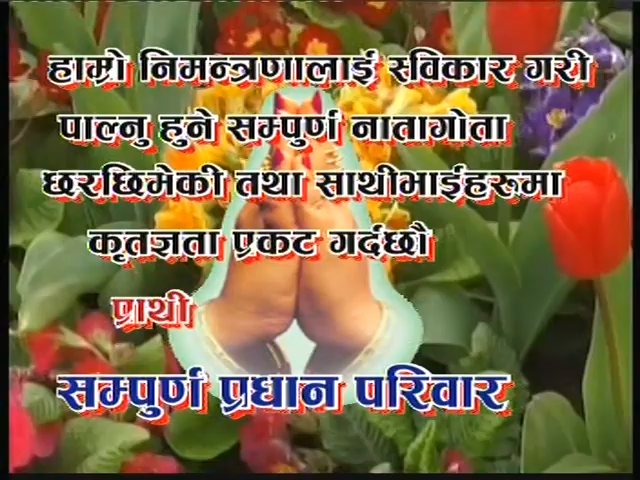 हाम्रो निमन्त्रणालाई स्विकार गरी
पाल्नु हुने सम्पुर्ण नातागोता
छरछिमेकी तथा साथीभाईहरुमा
कृतज्ञता प्रकट गर्दछौ
प्रार्थी
सम्पुर्ण प्रधान परिवार